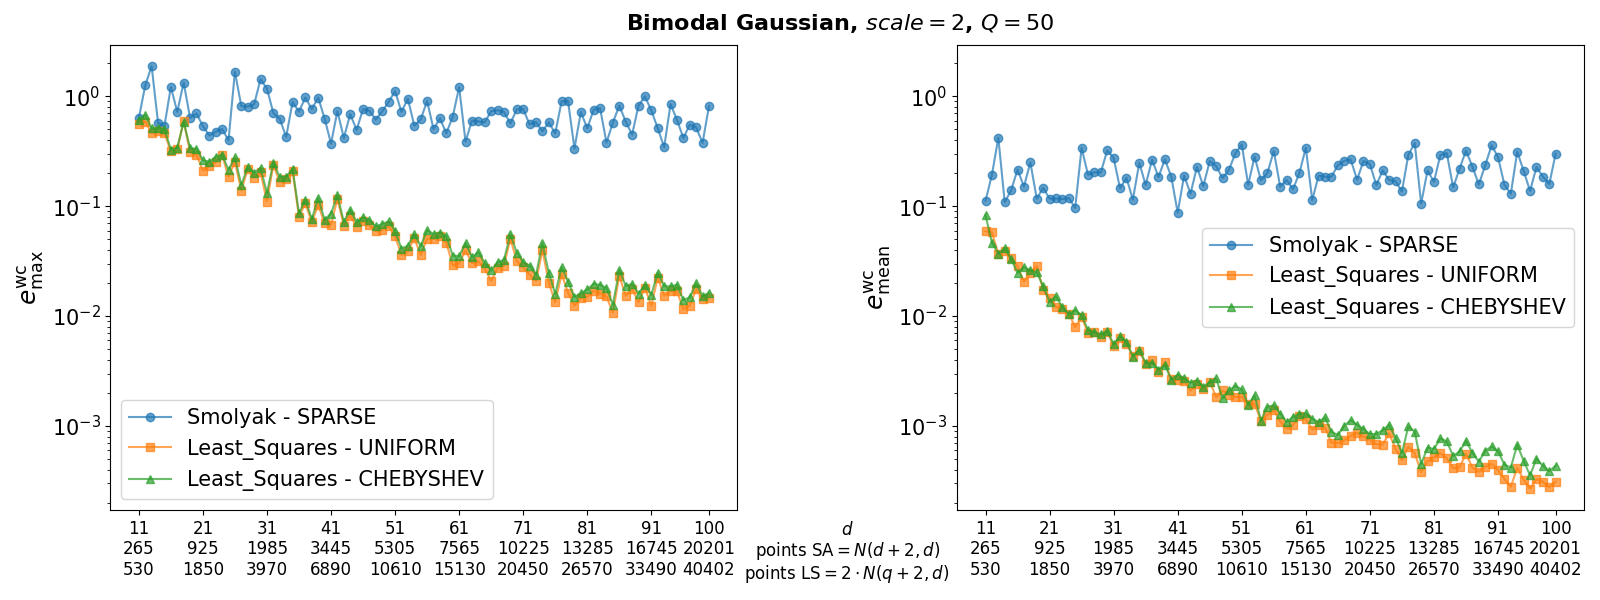 Bimodal Gaussian, scale = 2, Q = 50
10^0
10^-1
10^-2
10^-3
e^wc_max
Smolyak - SPARSE
Least_Squares - UNIFORM
Least_Squares - CHEBYSHEV
11 21 31 41 51 61 71 81 91 100
265 925 1985 3445 5305 7565 10225 13285 16745 20201
530 1850 3970 6890 10610 15130 20450 26570 33490 40402
d
points SA = N(d + 2, d)
points LS = 2 · N(q + 2, d)
10^0
10^-1
10^-2
10^-3
e^wc_mean
Smolyak - SPARSE
Least_Squares - UNIFORM
Least_Squares - CHEBYSHEV
11 21 31 41 51 61 71 81 91 100
265 925 1985 3445 5305 7565 10225 13285 16745 20201
530 1850 3970 6890 10610 15130 20450 26570 33490 40402